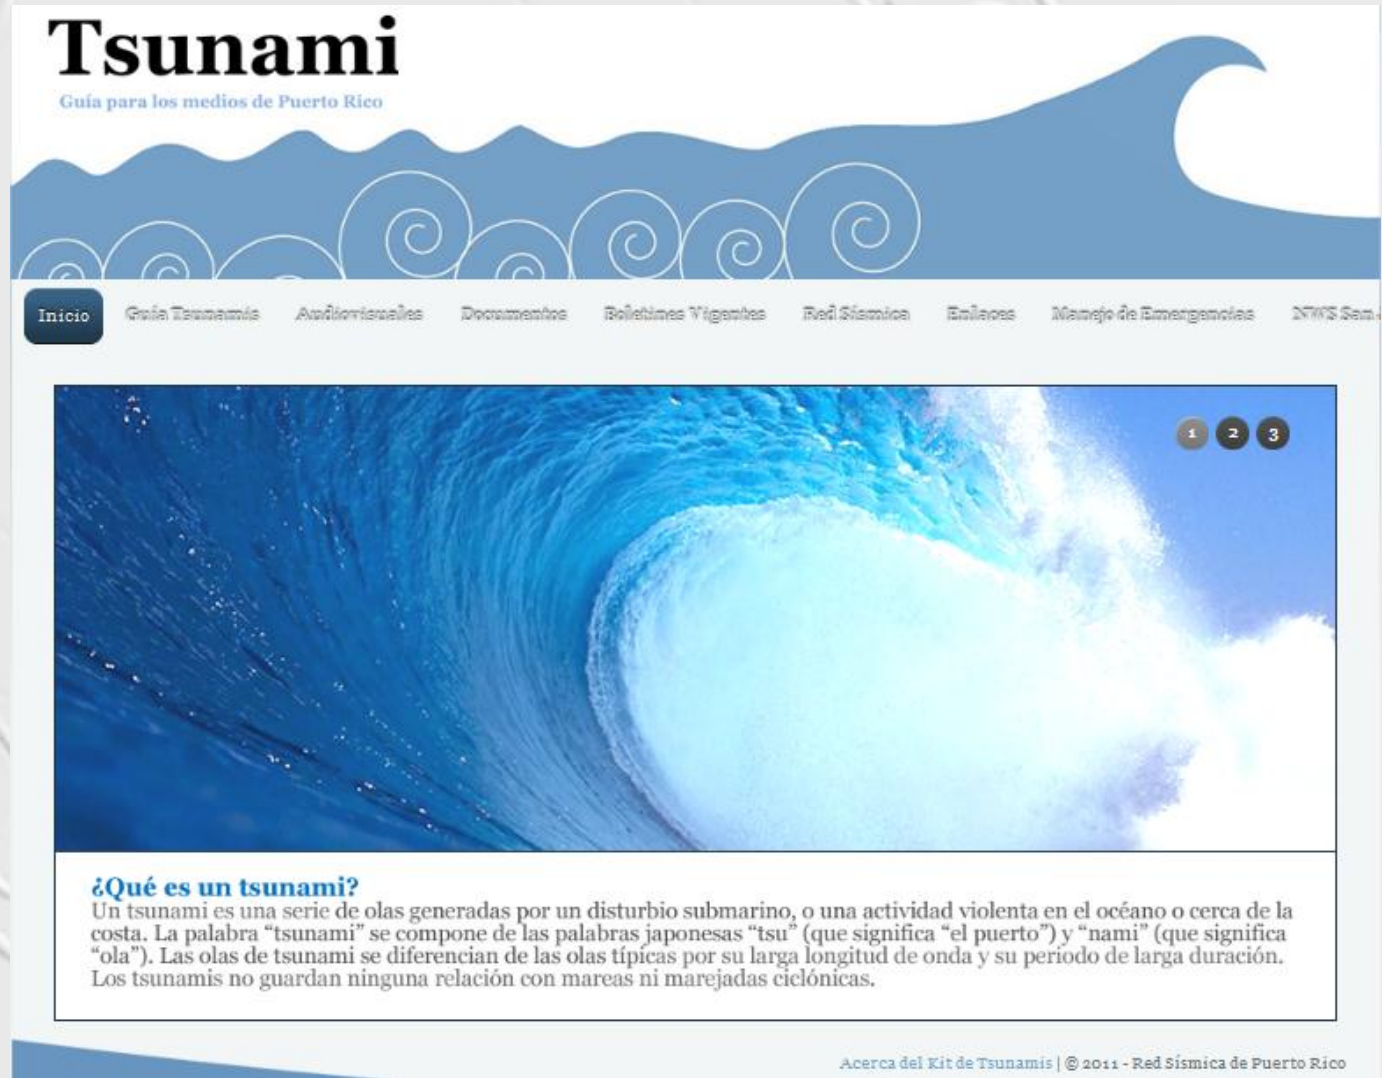 Tsunami
Guía para los medios de Puerto Rico
Inicio Guía Tsunamis Audiovisuales Documentos Boletines Vigentes Red Sísmica Enlaces Manejo de Emergencias NWS San
1 2 3
¿Qué es un tsunami?
Un tsunami es una serie de olas generadas por un disturbio submarino, o una actividad violenta en el océano o cerca de la
costa. La palabra “tsunami” se compone de las palabras japonesas “tsu” (que significa “el puerto”) y “nami” (que significa
“ola”). Las olas de tsunami se diferencian de las olas típicas por su larga longitud de onda y su periodo de larga duración.
Los tsunamis no guardan ninguna relación con mareas ni marejadas ciclónicas.
Acerca del Kit de Tsunamis | © 2011 - Red Sísmica de Puerto Rico